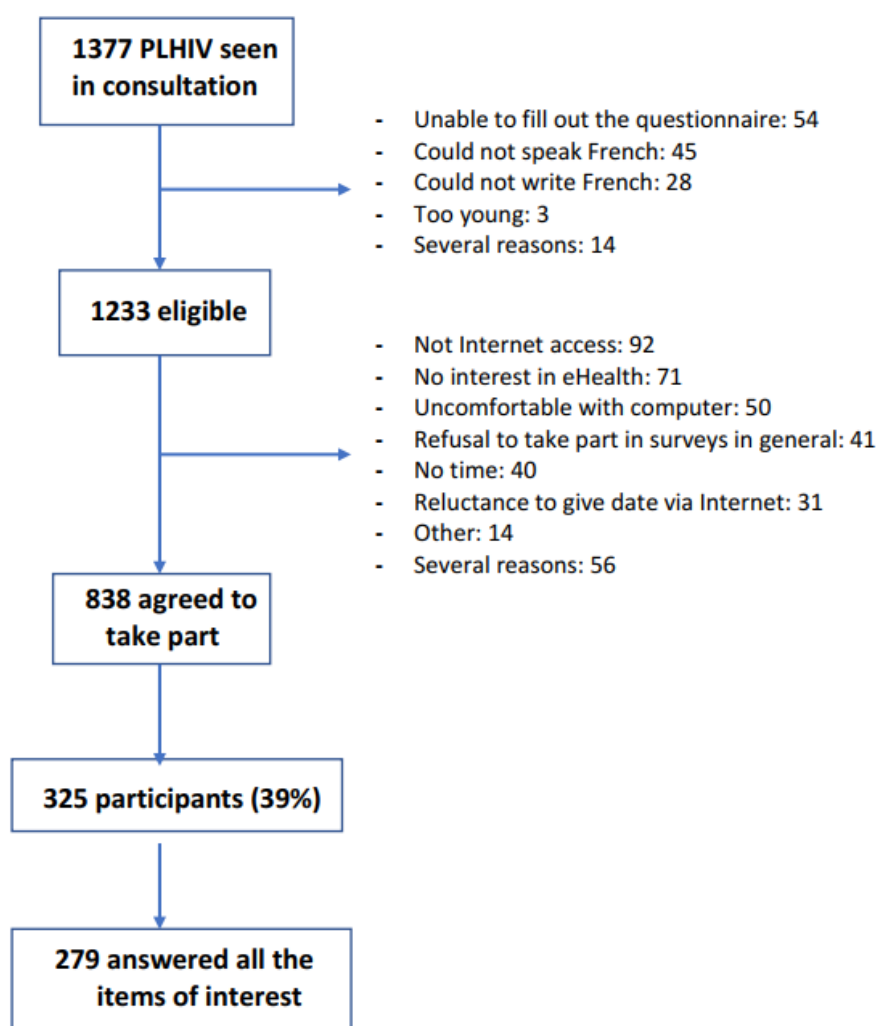 1377 PLHIV seen
in consultation
- Unable to fill out the questionnaire: 54
- Could not speak French: 45
- Could not write French: 28
- Too young: 3
- Several reasons: 14
1233 eligible
- Not Internet access: 92
- No interest in eHealth: 71
- Uncomfortable with computer: 50
- Refusal to take part in surveys in general: 41
- No time: 40
- Reluctance to give date via Internet: 31
- Other: 14
- Several reasons: 56
838 agreed to
take part
325 participants (39%)
279 answered all the
items of interest